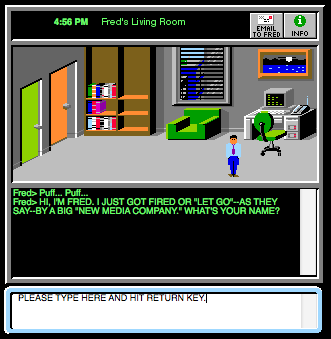 4:56 PM Fred's Living Room
EMAIL
TO FRED
i
INFO
Fred> Puff... Puff...
Fred> HI, I'M FRED. I JUST GOT FIRED OR "LET GO"--AS THEY
SAY--BY A BIG "NEW MEDIA COMPANY." WHAT'S YOUR NAME?
PLEASE TYPE HERE AND HIT RETURN KEY.